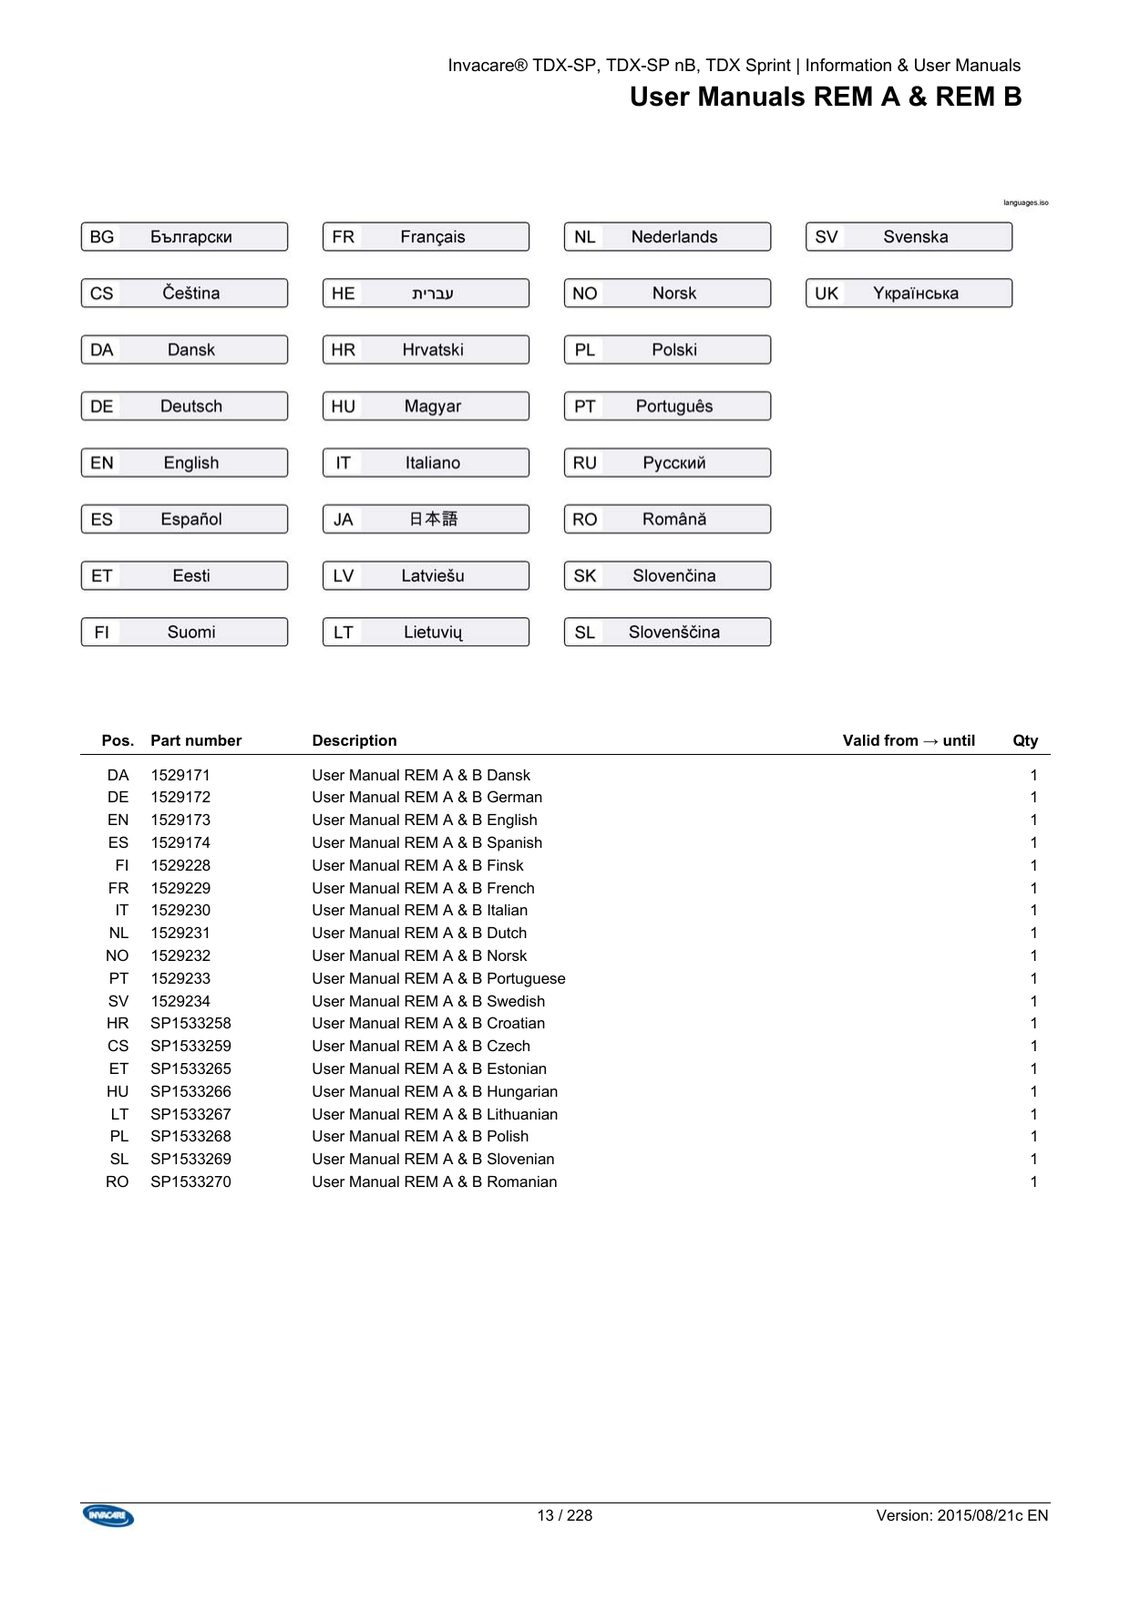 Invacare® TDX-SP, TDX-SP nB, TDX Sprint | Information & User Manuals
User Manuals REM A & REM B
languages.iso
BG Български FR Français NL Nederlands SV Svenska
CS Čeština HE עברית NO Norsk UK Yкраїнська
DA Dansk HR Hrvatski PL Polski
DE Deutsch HU Magyar PT Português
EN English IT Italiano RU Русский
ES Español JA 日本語 RO Română
ET Eesti LV Latviešu SK Slovenčina
FI Suomi LT Lietuvių SL Slovenščina
Pos. Part number Description Valid from → until Qty
DA 1529171 User Manual REM A & B Dansk 1
DE 1529172 User Manual REM A & B German 1
EN 1529173 User Manual REM A & B English 1
ES 1529174 User Manual REM A & B Spanish 1
FI 1529228 User Manual REM A & B Finsk 1
FR 1529229 User Manual REM A & B French 1
IT 1529230 User Manual REM A & B Italian 1
NL 1529231 User Manual REM A & B Dutch 1
NO 1529232 User Manual REM A & B Norsk 1
PT 1529233 User Manual REM A & B Portuguese 1
SV 1529234 User Manual REM A & B Swedish 1
HR SP1533258 User Manual REM A & B Croatian 1
CS SP1533259 User Manual REM A & B Czech 1
ET SP1533265 User Manual REM A & B Estonian 1
HU SP1533266 User Manual REM A & B Hungarian 1
LT SP1533267 User Manual REM A & B Lithuanian 1
PL SP1533268 User Manual REM A & B Polish 1
SL SP1533269 User Manual REM A & B Slovenian 1
RO SP1533270 User Manual REM A & B Romanian 1
INVACARE 13 / 228 Version: 2015/08/21c EN